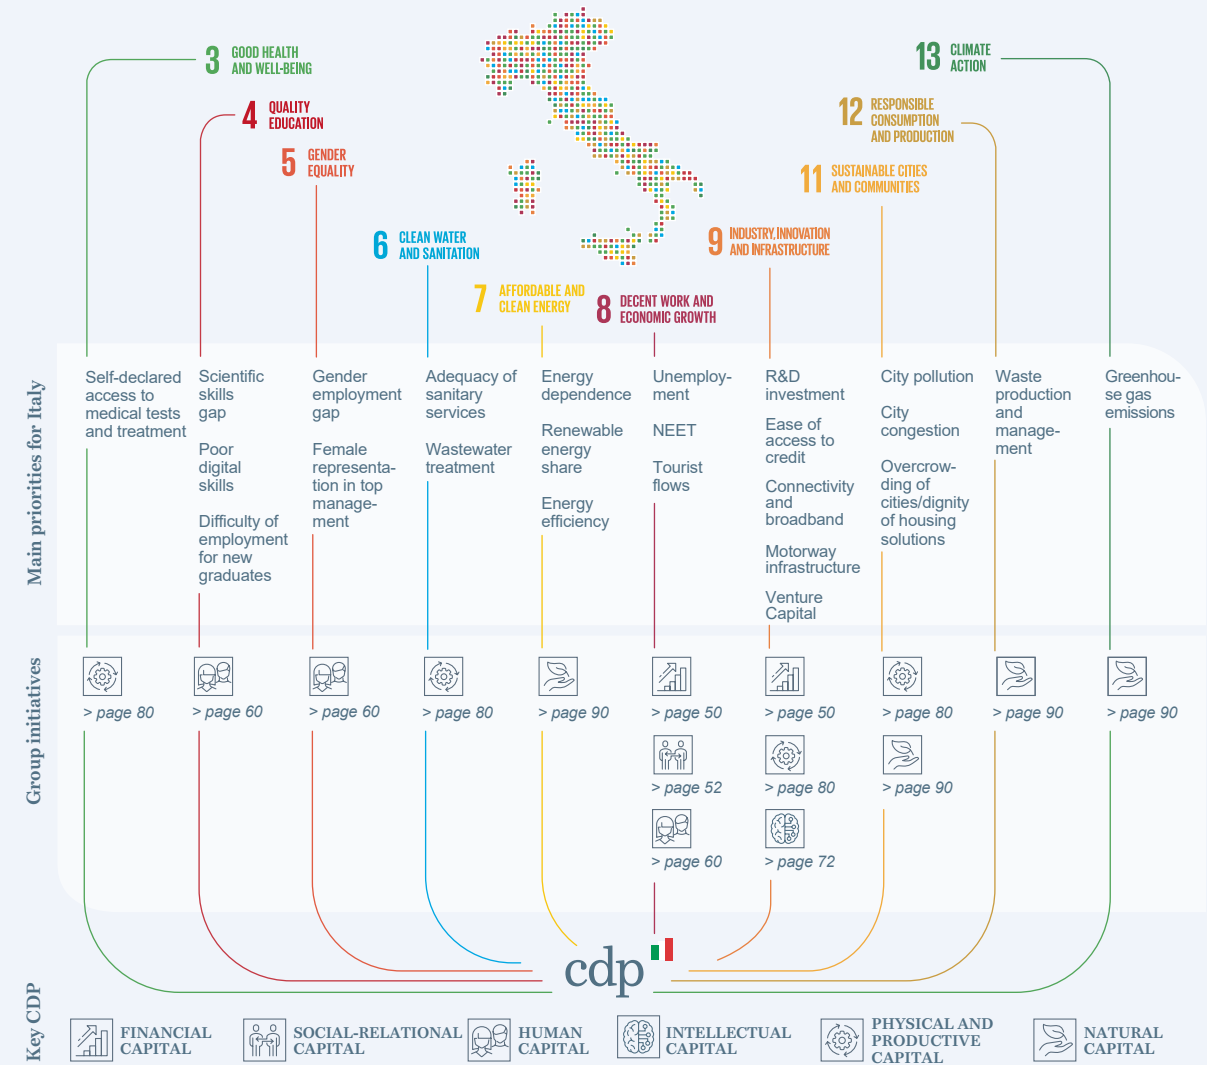 3 GOOD HEALTH
AND WELL-BEING
4 QUALITY
EDUCATION
5 GENDER
EQUALITY
6 CLEAN WATER
AND SANITATION
7 AFFORDABLE AND
CLEAN ENERGY
8 DECENT WORK AND
ECONOMIC GROWTH
9 INDUSTRY, INNOVATION
AND INFRASTRUCTURE
11 SUSTAINABLE CITIES
AND COMMUNITIES
12 RESPONSIBLE
CONSUMPTION
AND PRODUCTION
13 CLIMATE
ACTION
Main priorities for Italy
Self-declared
access to
medical tests
and treatment
Scientific
skills
gap
Poor
digital
skills
Difficulty of
employment
for new
graduates
Gender
employment
gap
Female
representa-
tion in top
manage-
ment
Adequacy of
sanitary
services
Wastewater
treatment
Energy
dependence
Renewable
energy
share
Energy
efficiency
Unemploy-
ment
NEET
Tourist
flows
R&D
investment
Ease of
access to
credit
Connectivity
and
broadband
Motorway
infrastructure
Venture
Capital
City pollution
City
congestion
Overcrow-
ding of
cities/dignity
of housing
solutions
Waste
production
and
manage-
ment
Greenhou-
se gas
emissions
Group initiatives
> page 80
> page 60
> page 60
> page 80
> page 90
> page 50
> page 52
> page 60
> page 50
> page 80
> page 72
> page 80
> page 90
> page 90
> page 90
cdp
Key CDP
FINANCIAL
CAPITAL
SOCIAL-RELATIONAL
CAPITAL
HUMAN
CAPITAL
INTELLECTUAL
CAPITAL
PHYSICAL AND
PRODUCTIVE
CAPITAL
NATURAL
CAPITAL